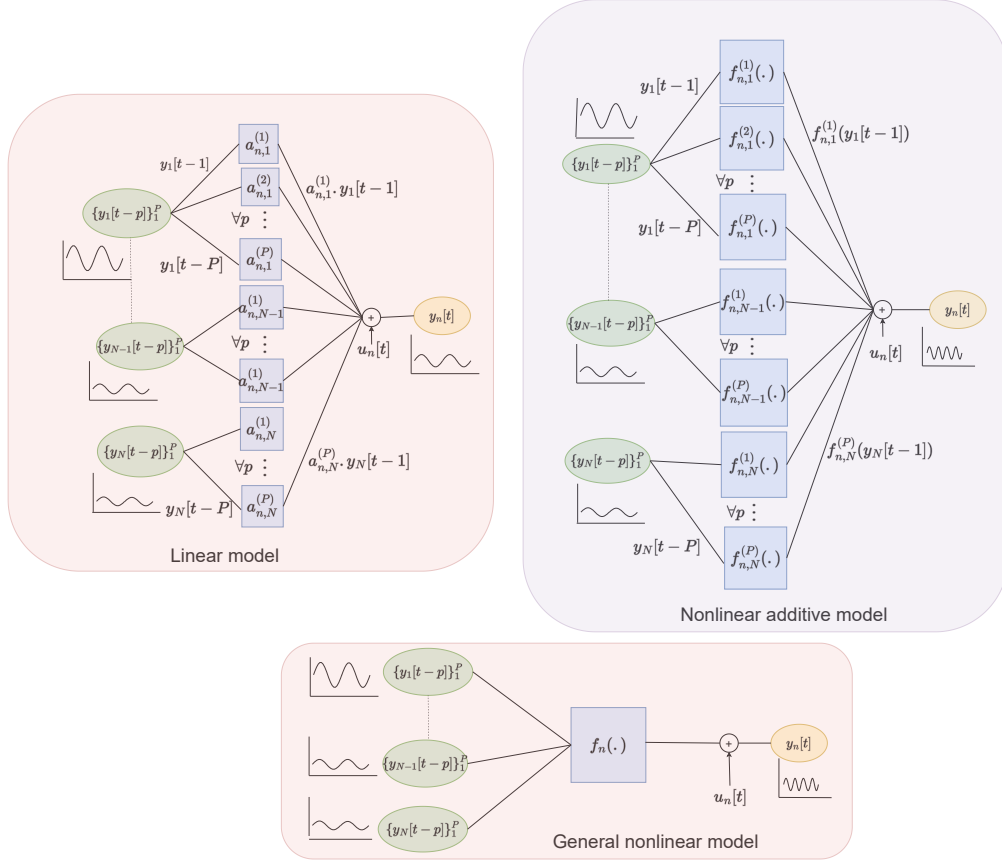 y_1[t-1]
a_{n,1}^{(1)}
a_{n,1}^{(2)}
a_{n,1}^{(1)}.y_1[t-1]
{y_1[t-p]}_1^P
∀p ⋮
y_1[t-P]
a_{n,1}^{(P)}
a_{n,N-1}^{(1)}
{y_{N-1}[t-p]}_1^P
∀p ⋮
+
y_n[t]
u_n[t]
a_{n,N-1}^{(1)}
a_{n,N}^{(1)}
{y_N[t-p]}_1^P
∀p ⋮
a_{n,N}^{(P)}.y_N[t-1]
y_N[t-P]
a_{n,N}^{(P)}
Linear model
y_1[t-1]
f_{n,1}^{(1)}(.)
f_{n,1}^{(2)}(.)
f_{n,1}^{(1)}(y_1[t-1])
{y_1[t-p]}_1^P
∀p ⋮
y_1[t-P]
f_{n,1}^{(P)}(.)
f_{n,N-1}^{(1)}(.)
{y_{N-1}[t-p]}_1^P
∀p ⋮
+
y_n[t]
u_n[t]
f_{n,N-1}^{(P)}(.)
{y_N[t-p]}_1^P
f_{n,N}^{(1)}(.)
f_{n,N}^{(P)}(y_N[t-1])
∀p ⋮
y_N[t-P]
f_{n,N}^{(P)}(.)
Nonlinear additive model
{y_1[t-p]}_1^P
{y_{N-1}[t-p]}_1^P
{y_N[t-p]}_1^P
f_n(.)
+
y_n[t]
u_n[t]
General nonlinear model